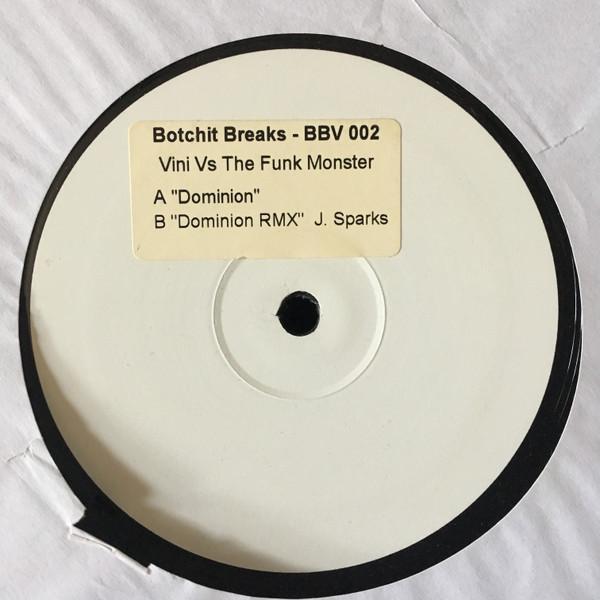 Botchit Breaks - BBV 002
Vini Vs The Funk Monster
A "Dominion"
B "Dominion RMX" J. Sparks